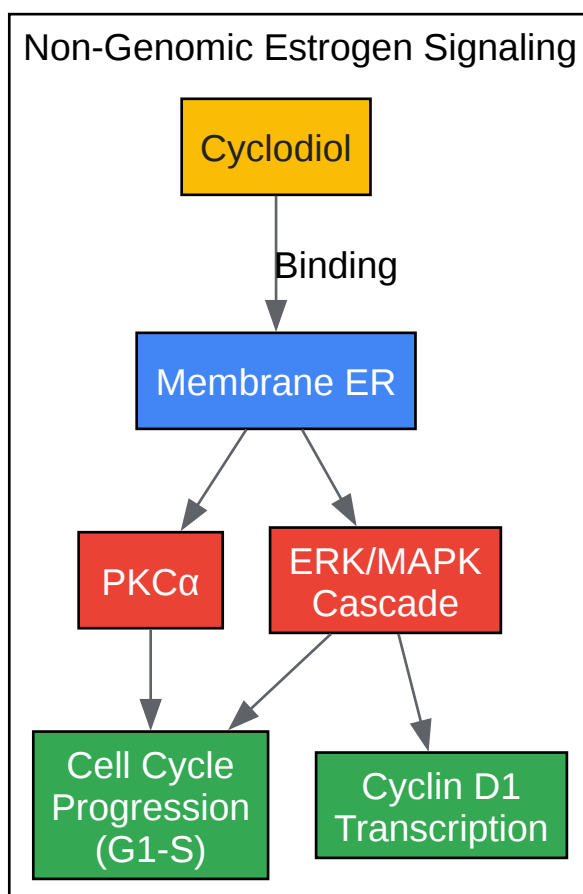 Non-Genomic Estrogen Signaling
Cyclodiol
Binding
Membrane ER
PKCα
ERK/MAPK
Cascade
Cell Cycle
Progression
(G1-S)
Cyclin D1
Transcription